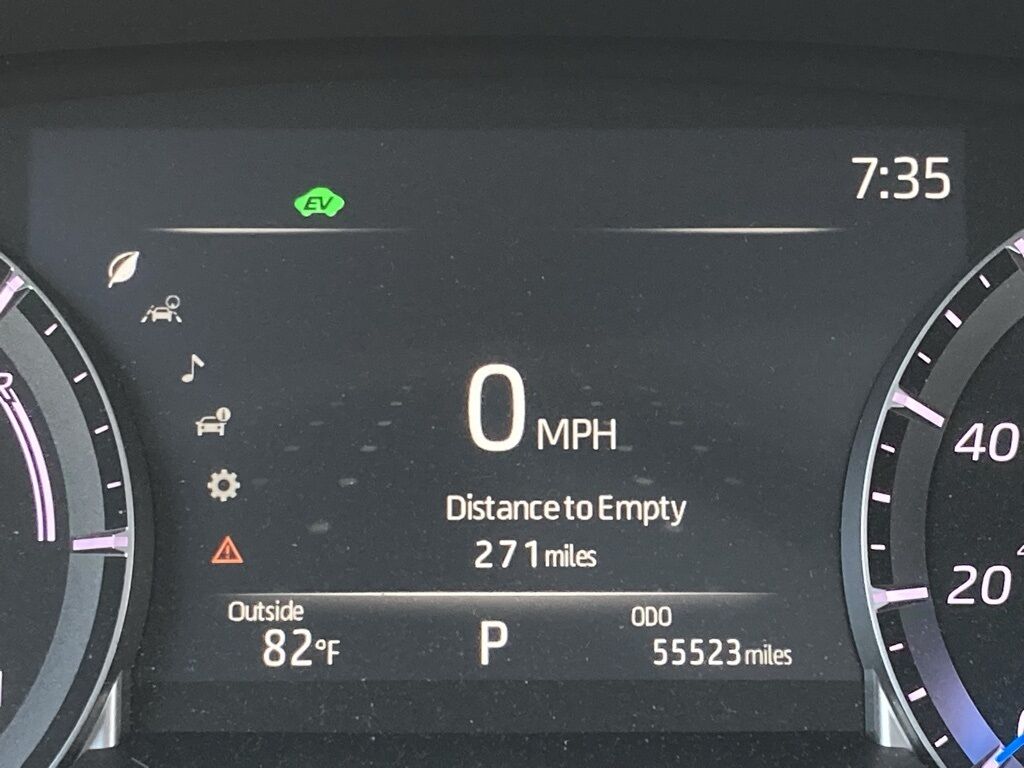 7:35
EV
0 MPH
40
Distance to Empty
271 miles
20
Outside
82°F
P
ODO
55523 miles